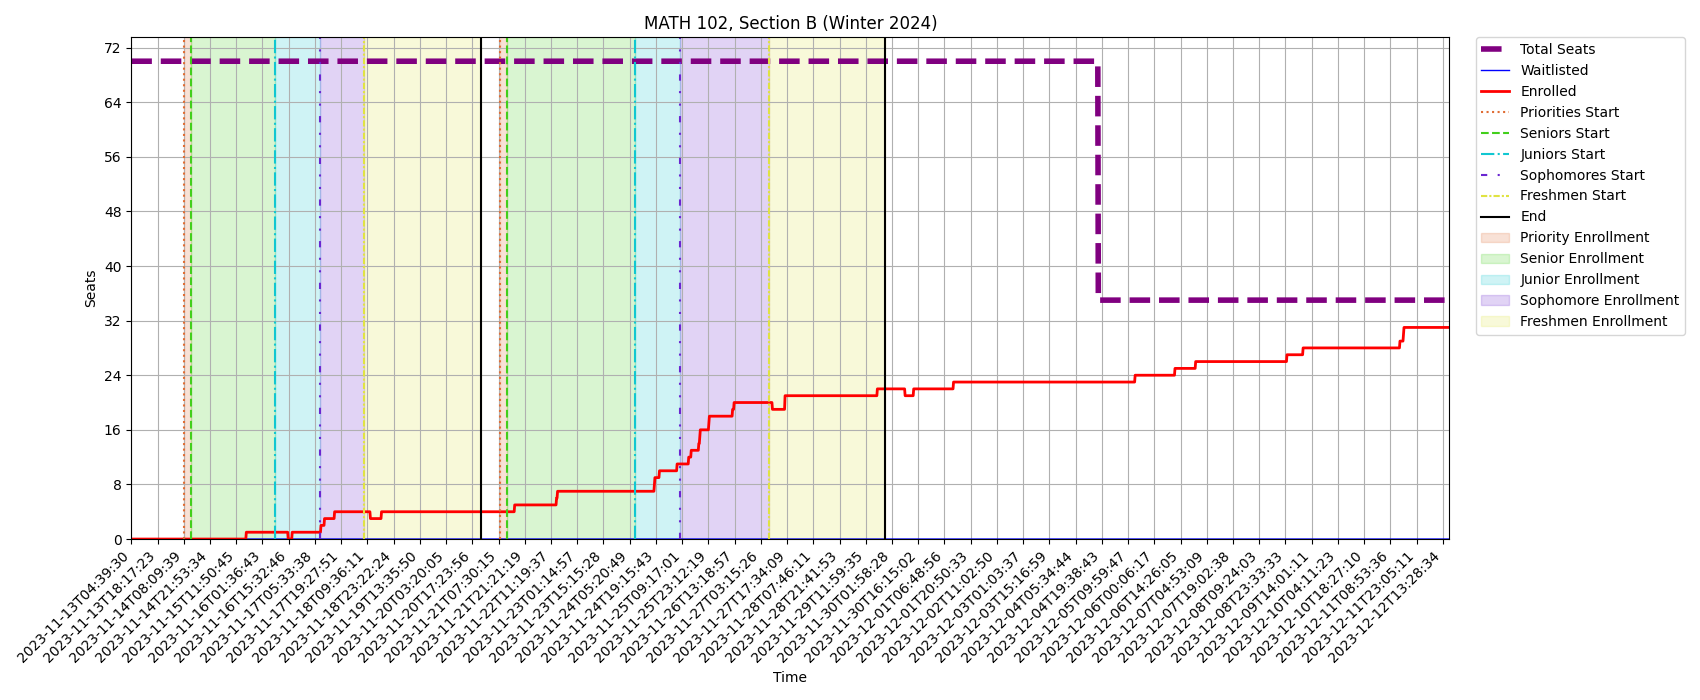 MATH 102, Section B (Winter 2024)
Seats
72
64
56
48
40
32
24
16
8
0
2023-11-13T04:39:30
2023-11-13T18:17:23
2023-11-14T08:09:39
2023-11-14T21:53:34
2023-11-15T11:50:45
2023-11-16T01:36:43
2023-11-16T15:32:46
2023-11-17T05:33:38
2023-11-17T19:27:51
2023-11-18T09:36:11
2023-11-18T23:22:24
2023-11-19T13:35:50
2023-11-20T03:20:05
2023-11-20T17:23:56
2023-11-21T07:30:15
2023-11-21T21:21:19
2023-11-22T11:19:37
2023-11-23T01:14:57
2023-11-23T15:15:28
2023-11-24T05:20:49
2023-11-24T19:15:43
2023-11-25T09:17:01
2023-11-25T23:12:19
2023-11-26T13:18:57
2023-11-27T03:15:26
2023-11-27T17:34:09
2023-11-28T07:46:11
2023-11-28T21:41:53
2023-11-29T11:59:35
2023-11-30T01:58:28
2023-11-30T16:15:02
2023-12-01T06:48:56
2023-12-01T20:50:33
2023-12-02T11:02:50
2023-12-03T01:03:37
2023-12-03T15:16:59
2023-12-04T05:34:44
2023-12-04T19:38:43
2023-12-05T09:59:47
2023-12-06T00:06:17
2023-12-06T14:26:05
2023-12-07T04:53:09
2023-12-07T19:02:38
2023-12-08T09:24:03
2023-12-08T23:33:33
2023-12-09T14:01:11
2023-12-10T04:11:23
2023-12-10T18:27:10
2023-12-11T08:53:36
2023-12-11T23:05:11
2023-12-12T13:28:34
Time
Total Seats
Waitlisted
Enrolled
Priorities Start
Seniors Start
Juniors Start
Sophomores Start
Freshmen Start
End
Priority Enrollment
Senior Enrollment
Junior Enrollment
Sophomore Enrollment
Freshmen Enrollment